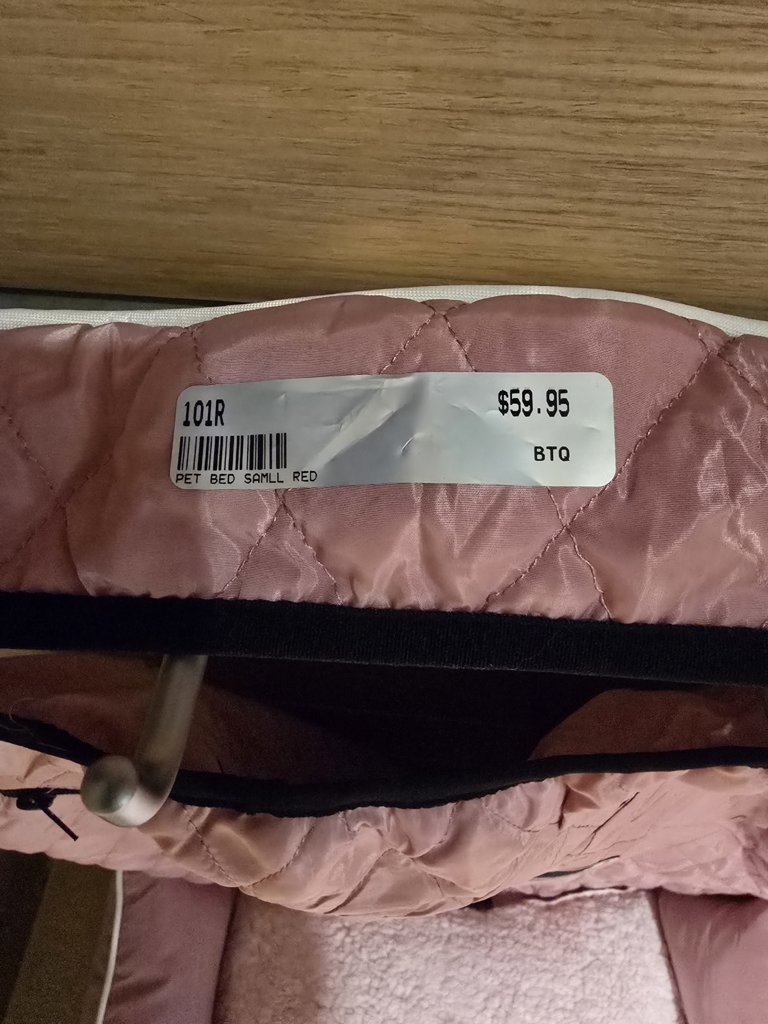 101R
$59.95
BTQ
PET BED SAMLL RED